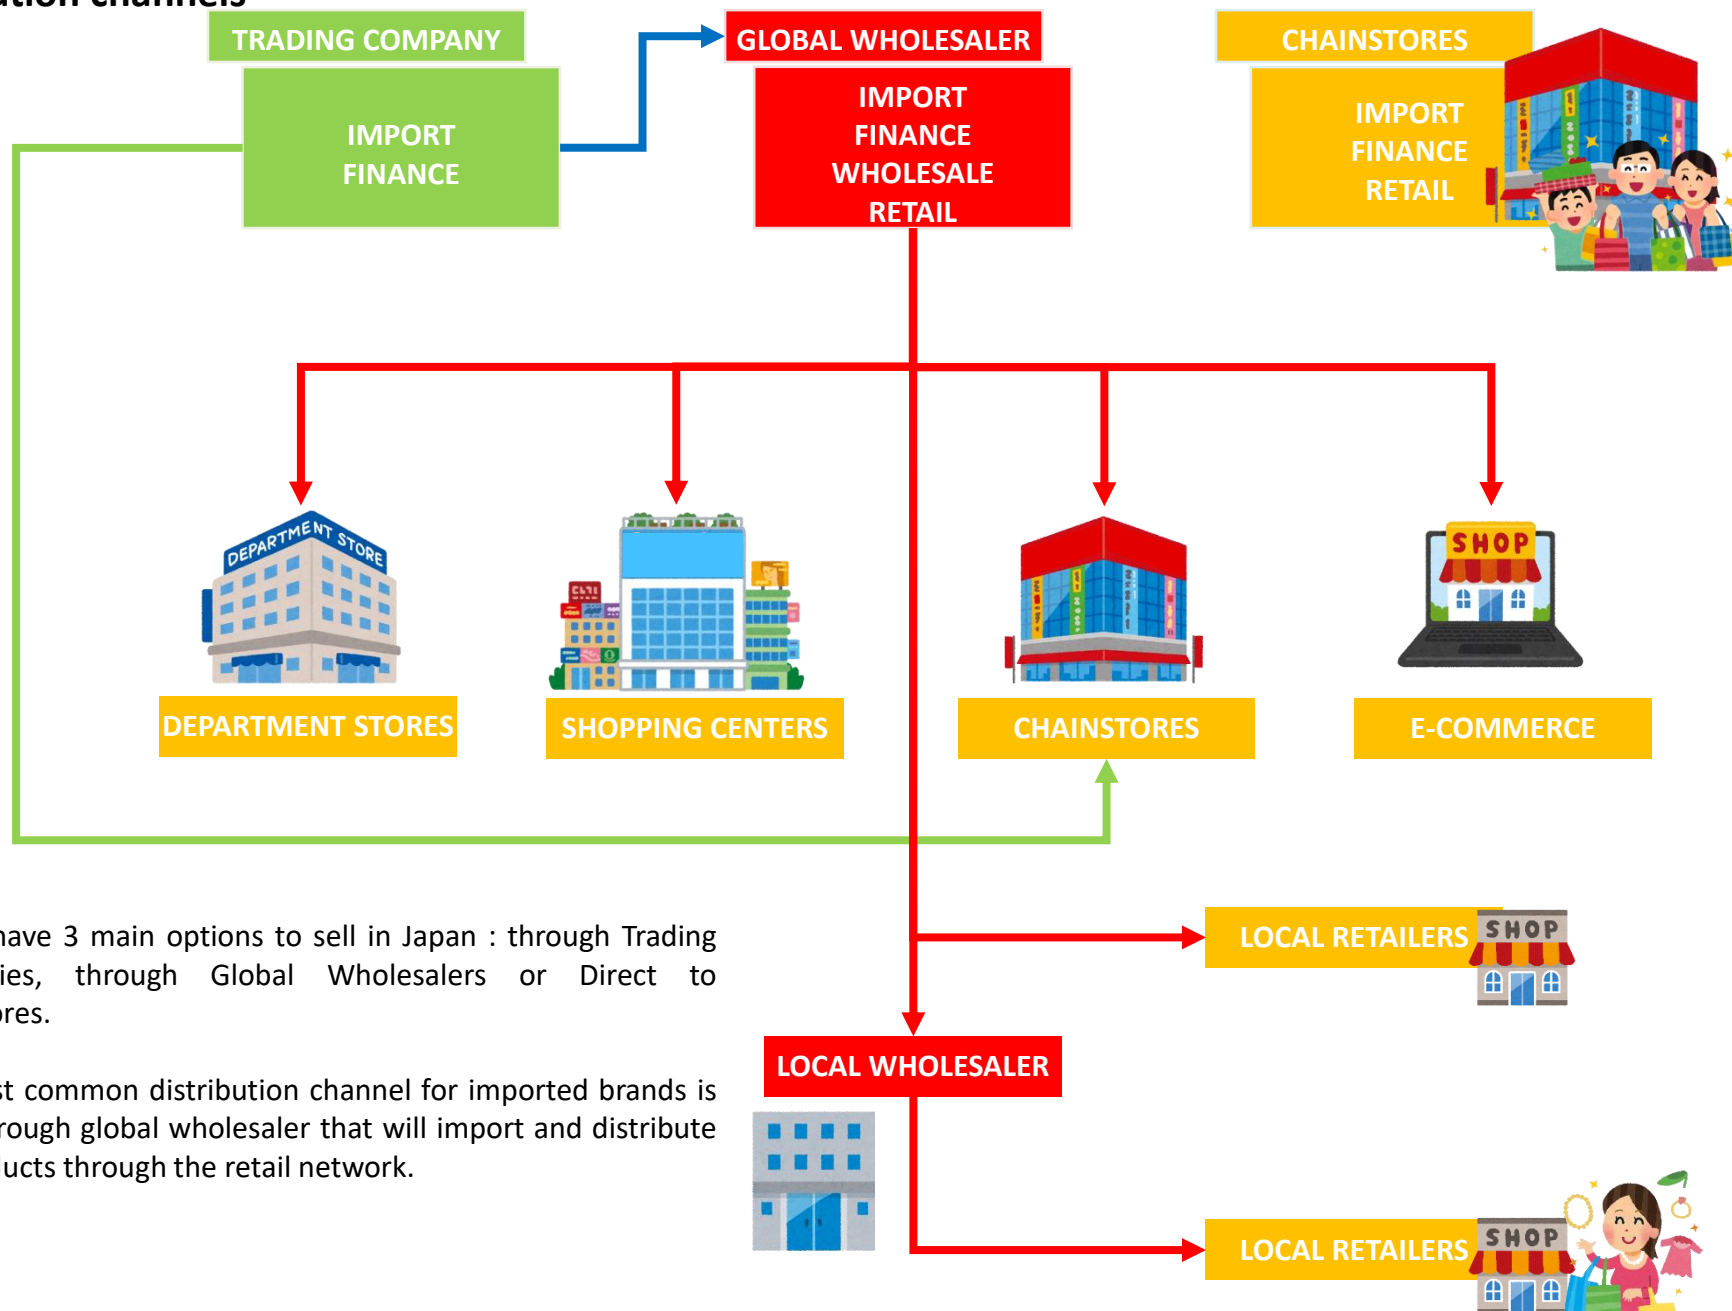 ution channels
TRADING COMPANY
GLOBAL WHOLESALER
CHAINSTORES
IMPORT
FINANCE
IMPORT
FINANCE
WHOLESALE
RETAIL
IMPORT
FINANCE
RETAIL
DEPARTMENT STORE
SHOP
DEPARTMENT STORES
SHOPPING CENTERS
CHAINSTORES
E-COMMERCE
have 3 main options to sell in Japan : through Trading
ies, through Global Wholesalers or Direct to
ores.
st common distribution channel for imported brands is
rough global wholesaler that will import and distribute
ducts through the retail network.
LOCAL RETAILERS
SHOP
LOCAL WHOLESALER
LOCAL RETAILERS
SHOP